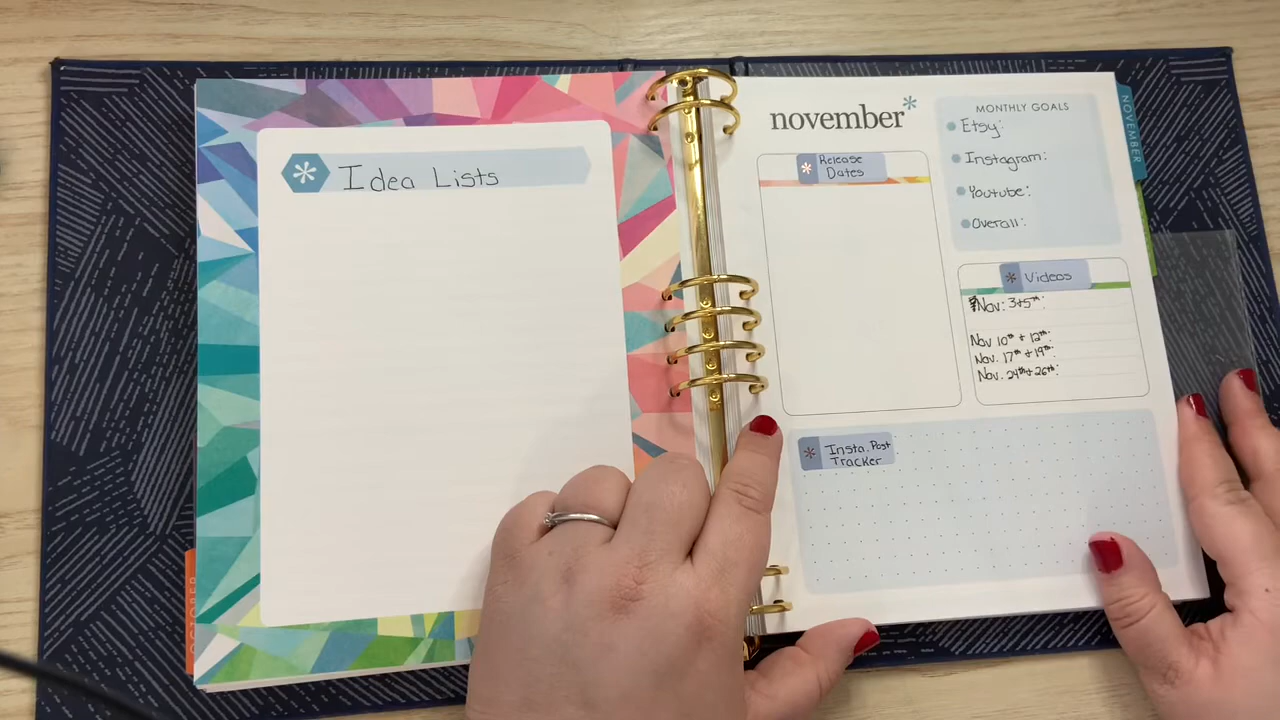 Idea Lists
november*
MONTHLY GOALS
Etsy:
Instagram:
Youtube:
Overall:
Release
Dates
Videos
Nov: 3+5th:
Nov 10th + 12th:
Nov. 17th + 19th:
Nov. 24th + 26th:
Insta. Post
Tracker
NOVEMBER
OCTOBER